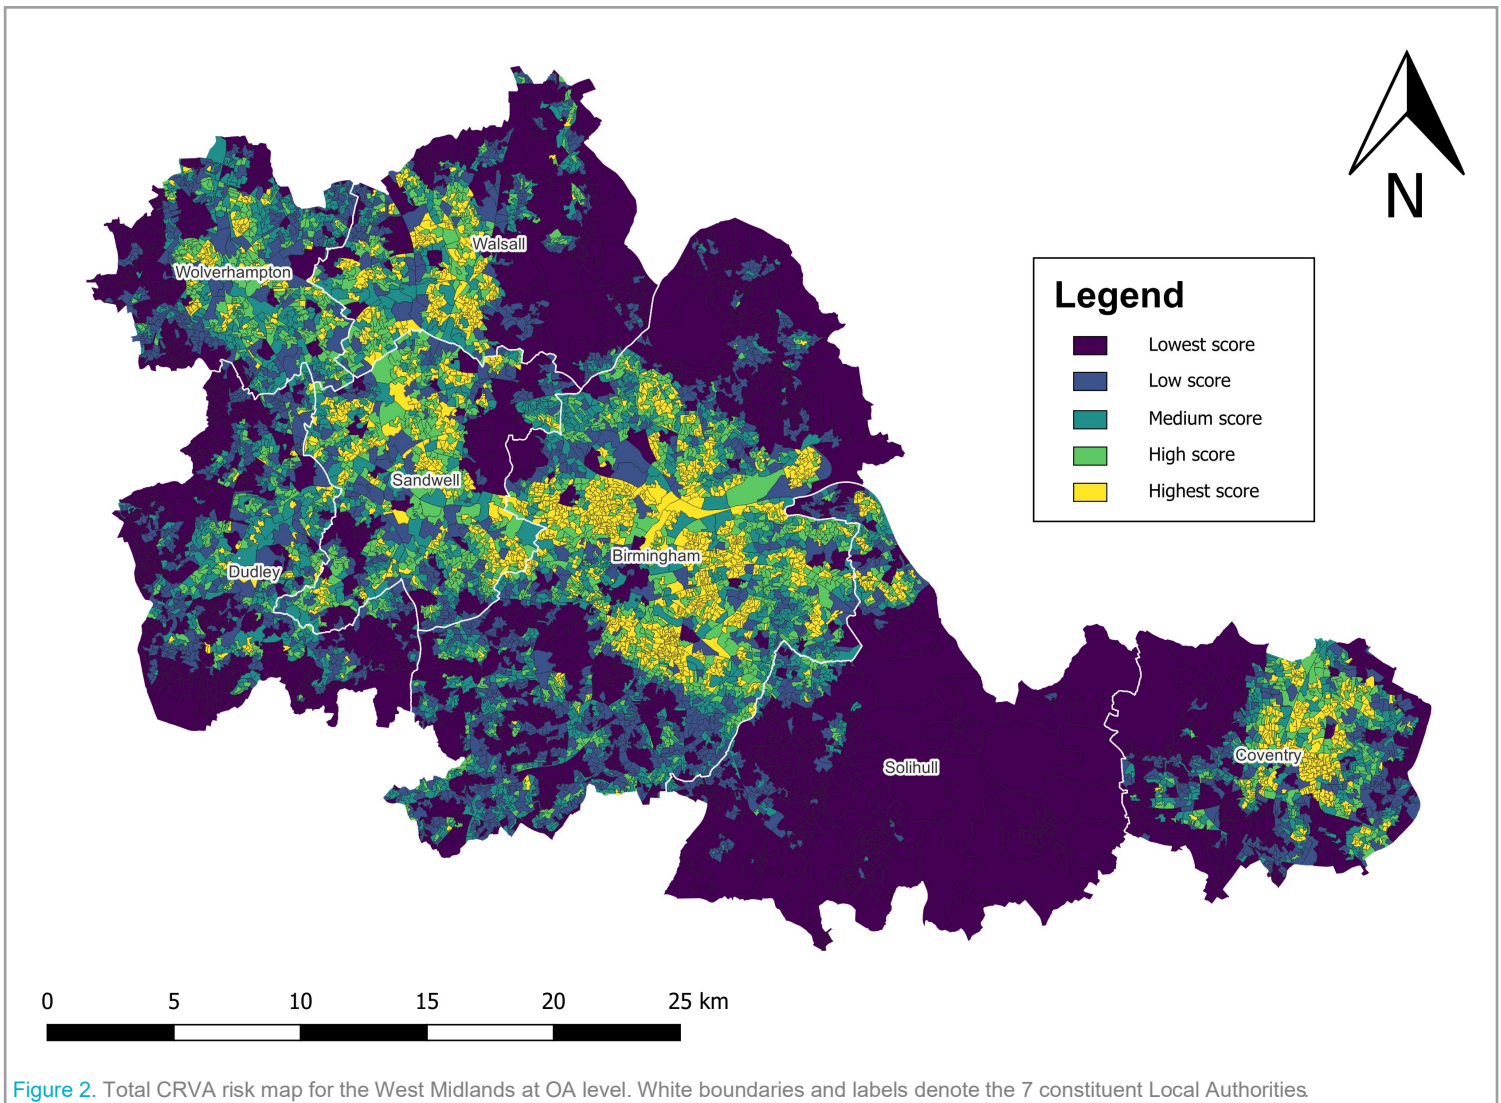 N
Legend
Lowest score
Low score
Medium score
High score
Highest score
Walsall
Wolverhampton
Sandwell
Birmingham
Dudley
Solihull
Coventry
0 5 10 15 20 25 km
Figure 2. Total CRVA risk map for the West Midlands at OA level. White boundaries and labels denote the 7 constituent Local Authorities.